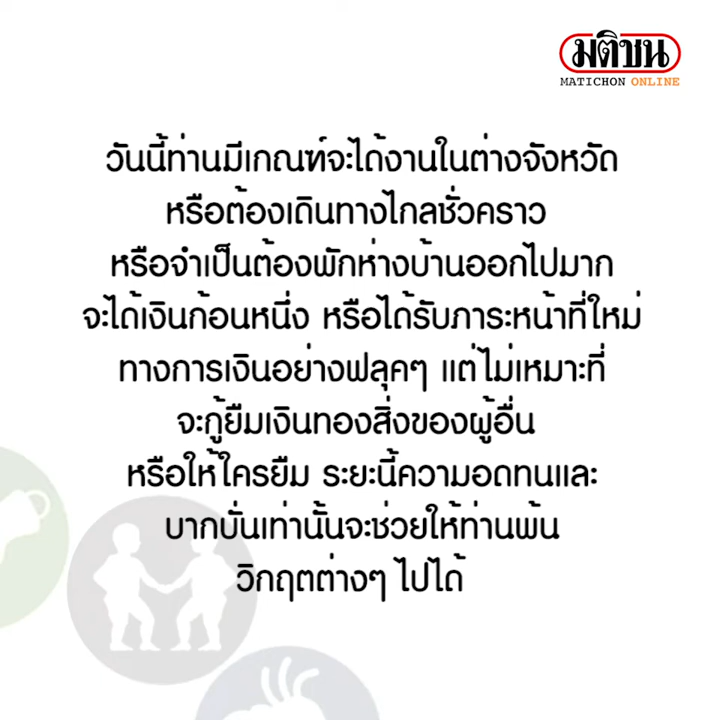 มติชน
MATICHON ONLINE
วันนี้ท่านมีเกณฑ์จะได้งานในต่างจังหวัด
หรือต้องเดินทางไกลชั่วคราว
หรือจำเป็นต้องพักห่างบ้านออกไปมาก
จะได้เงินก้อนหนึ่ง หรือได้รับภาระหน้าที่ใหม่
ทางการเงินอย่างฟลุคๆ แต่ไม่เหมาะที่
จะกู้ยืมเงินทองสิ่งของผู้อื่น
หรือให้ใครยืม ระยะนี้ความอดทนและ
บากบั่นเท่านั้นจะช่วยให้ท่านพ้น
วิกฤตต่างๆ ไปได้